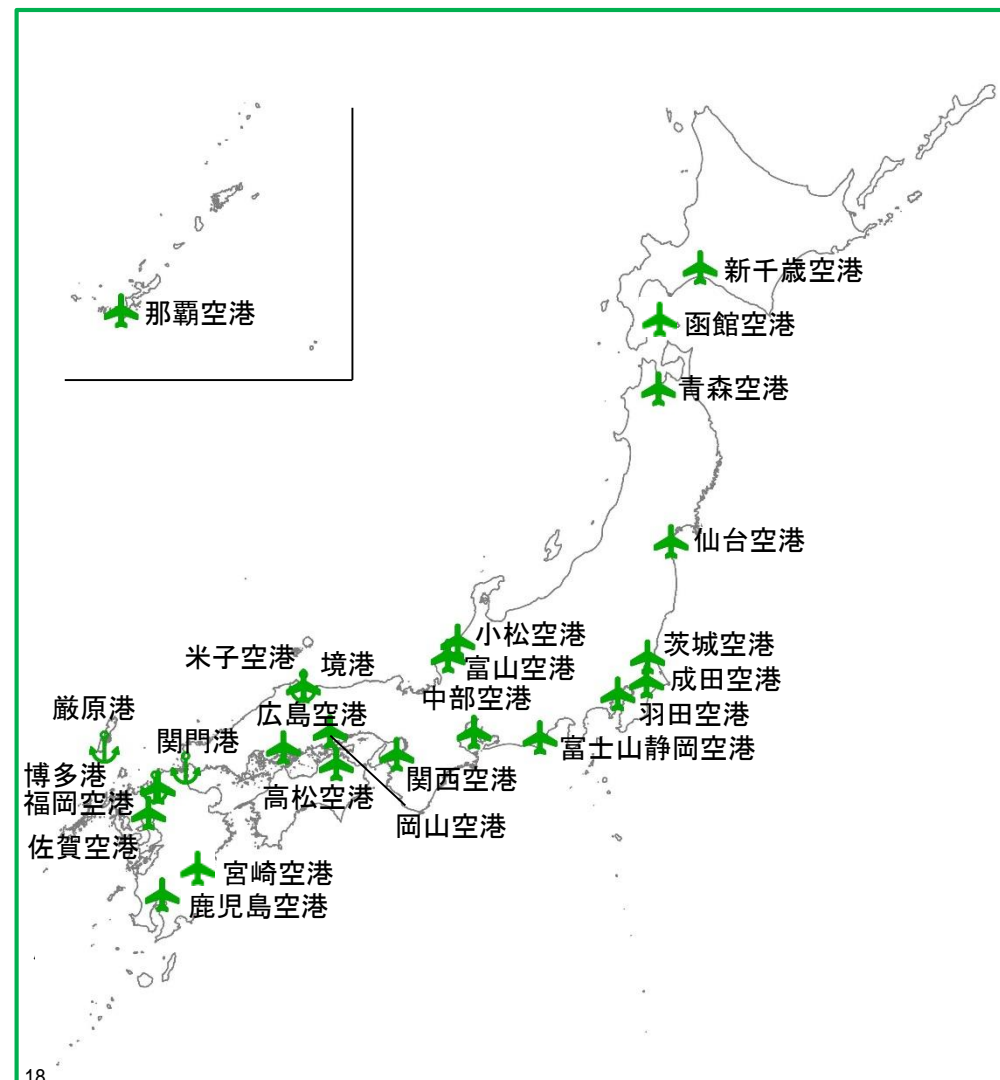 新千歳空港
那覇空港
函館空港
青森空港
仙台空港
小松空港
茨城空港
米子空港
境港
富山空港
成田空港
中部空港
厳原港
広島空港
羽田空港
関門港
富士山静岡空港
博多港
関西空港
福岡空港
高松空港
岡山空港
佐賀空港
宮崎空港
鹿児島空港
18